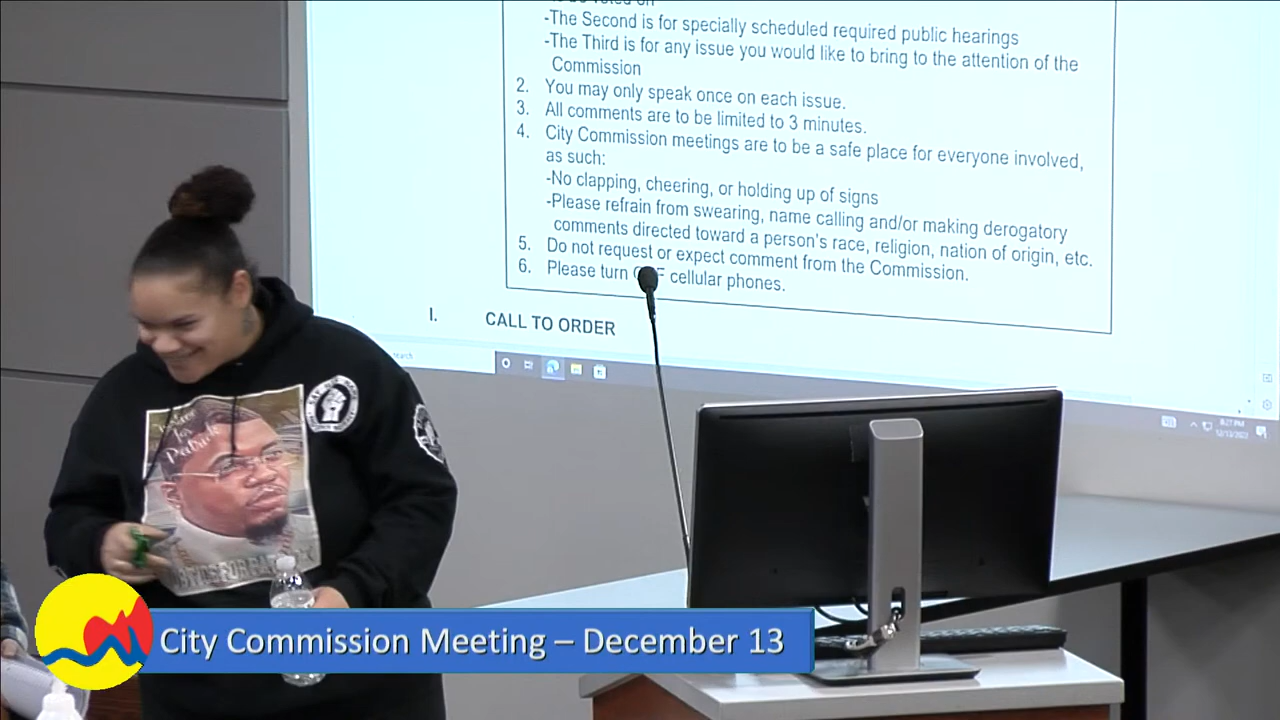 -The Second is for specially scheduled required public hearings
-The Third is for any issue you would like to bring to the attention of the
Commission
2. You may only speak once on each issue.
3. All comments are to be limited to 3 minutes.
4. City Commission meetings are to be a safe place for everyone involved,
as such:
-No clapping, cheering, or holding up of signs
-Please refrain from swearing, name calling and/or making derogatory
comments directed toward a person's race, religion, nation of origin, etc.
5. Do not request or expect comment from the Commission.
6. Please turn OFF cellular phones.
I. CALL TO ORDER
Justice
for
Patrick
City Commission Meeting – December 13